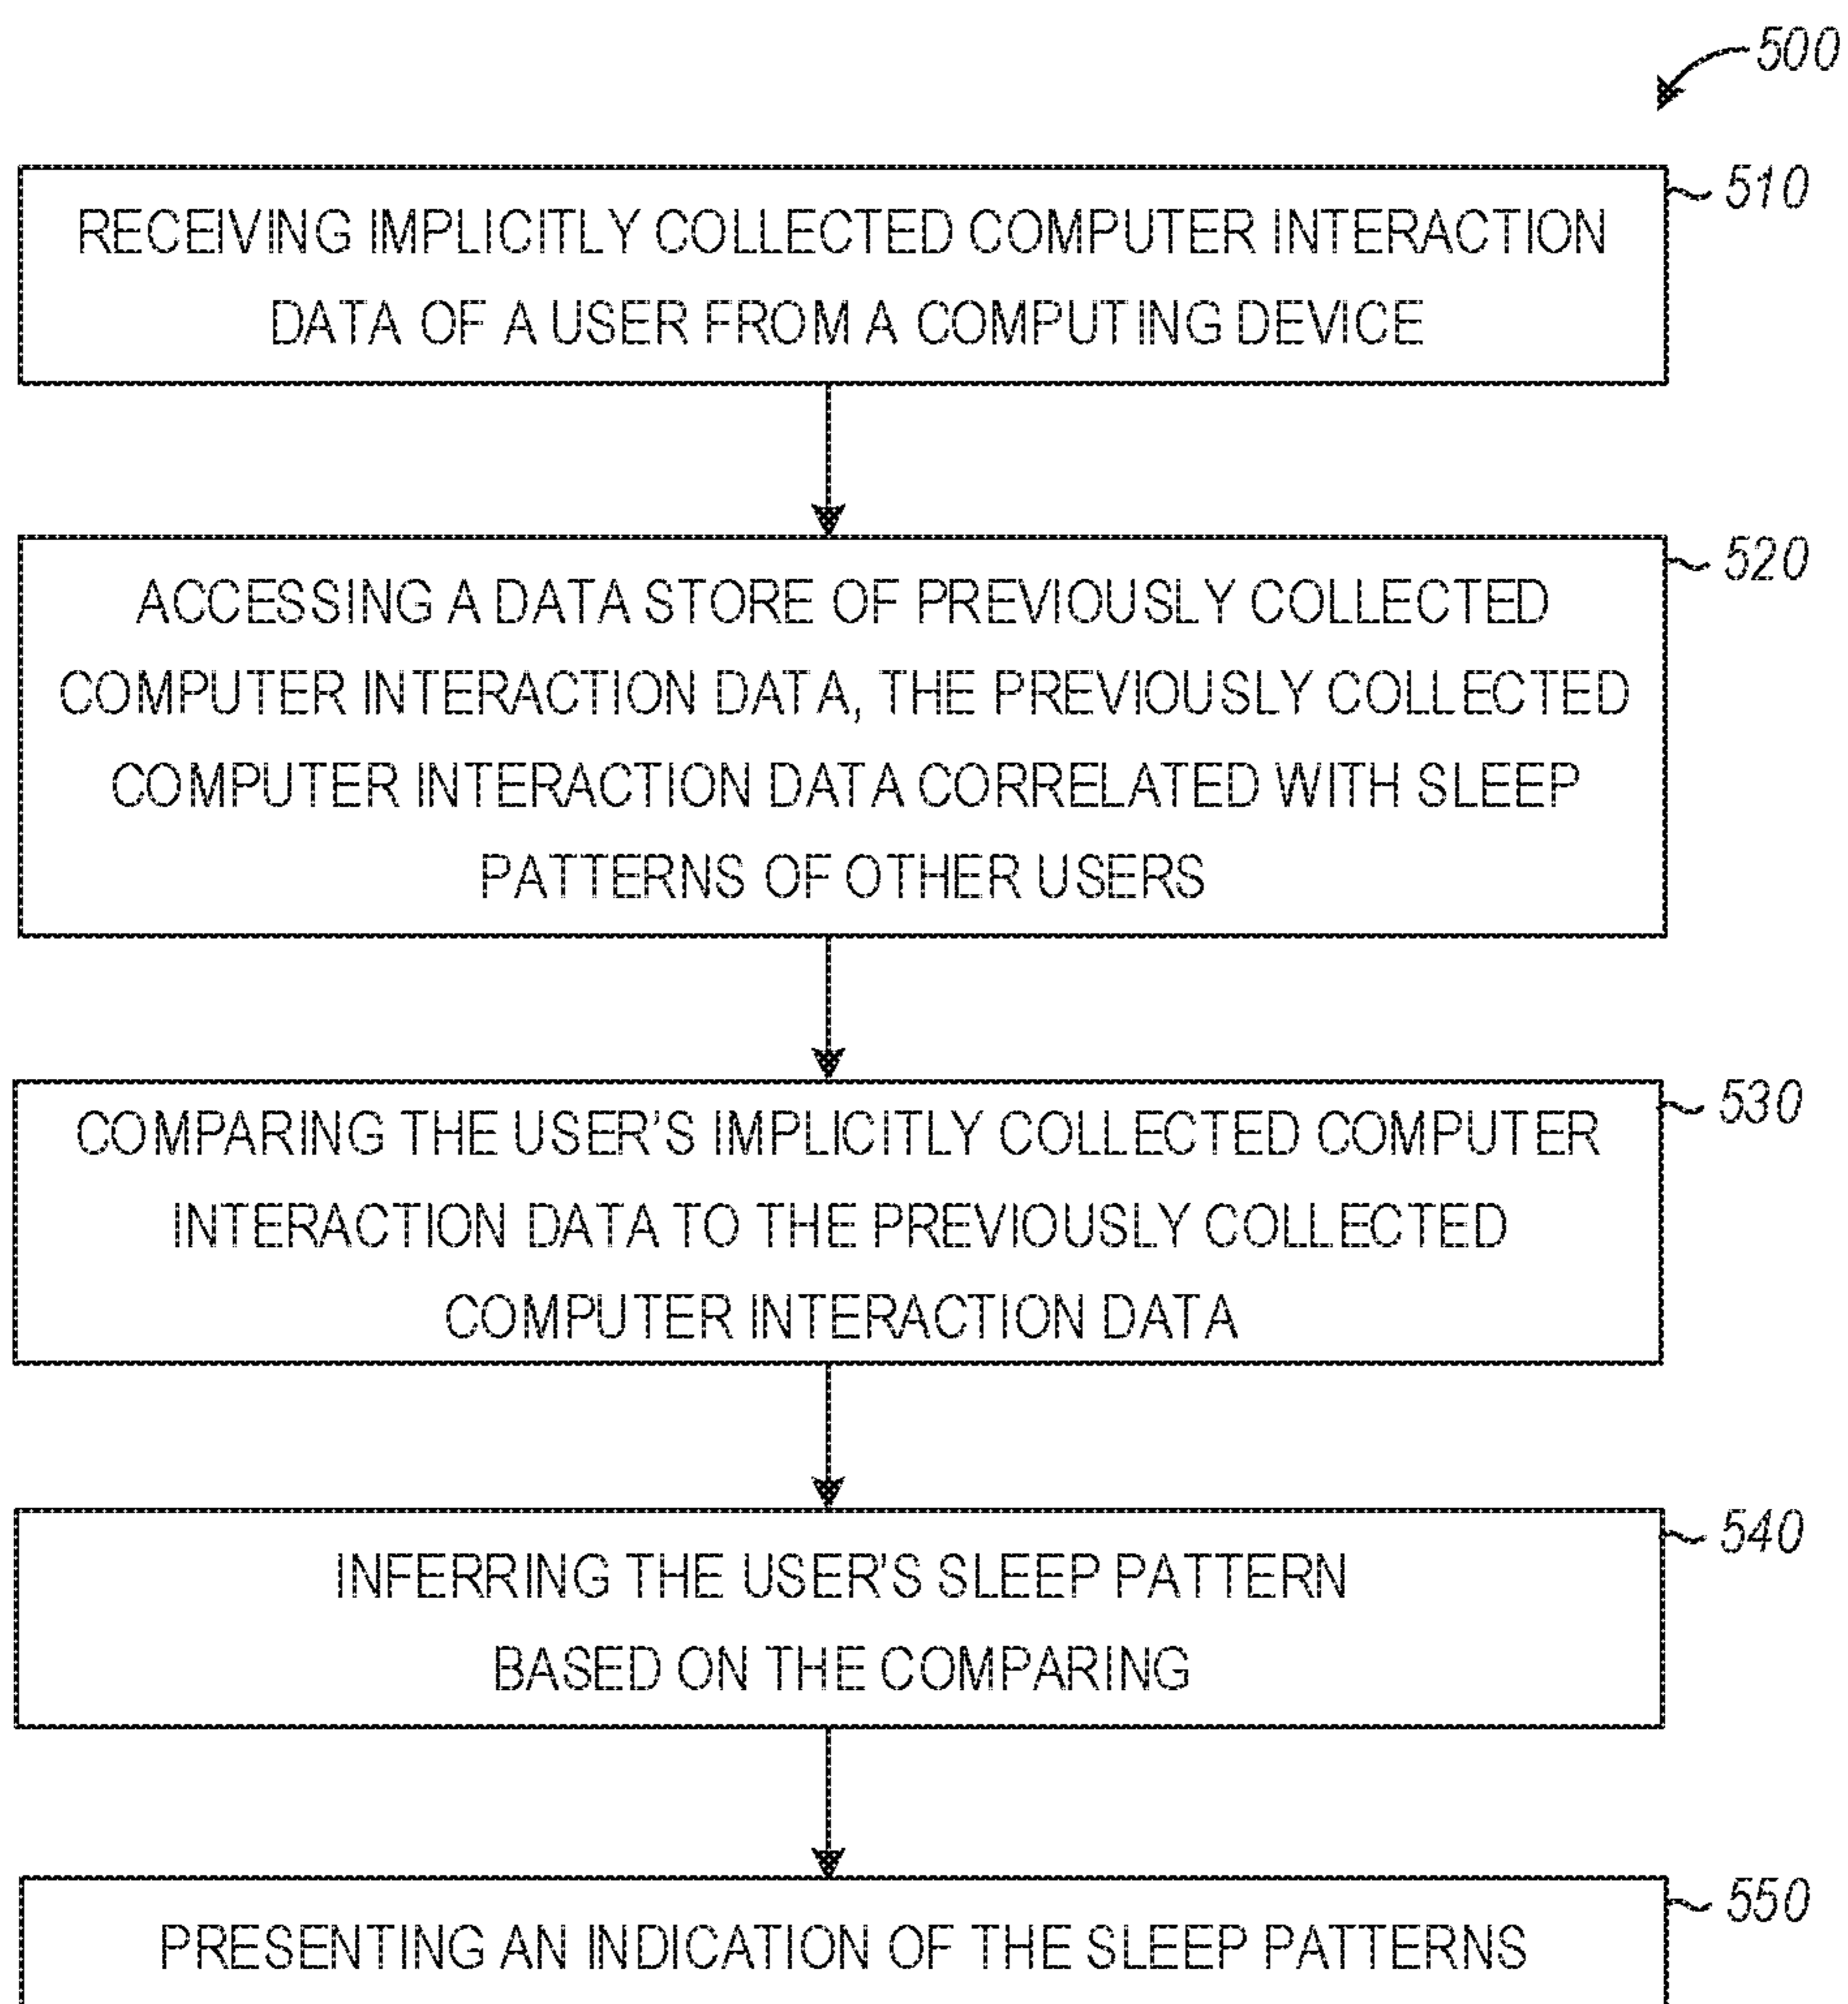 500
510
RECEIVING IMPLICITLY COLLECTED COMPUTER INTERACTION
DATA OF A USER FROM A COMPUTING DEVICE
520
ACCESSING A DATA STORE OF PREVIOUSLY COLLECTED
COMPUTER INTERACTION DATA, THE PREVIOUSLY COLLECTED
COMPUTER INTERACTION DATA CORRELATED WITH SLEEP
PATTERNS OF OTHER USERS
530
COMPARING THE USER'S IMPLICITLY COLLECTED COMPUTER
INTERACTION DATA TO THE PREVIOUSLY COLLECTED
COMPUTER INTERACTION DATA
540
INFERRING THE USER'S SLEEP PATTERN
BASED ON THE COMPARING
550
PRESENTING AN INDICATION OF THE SLEEP PATTERNS